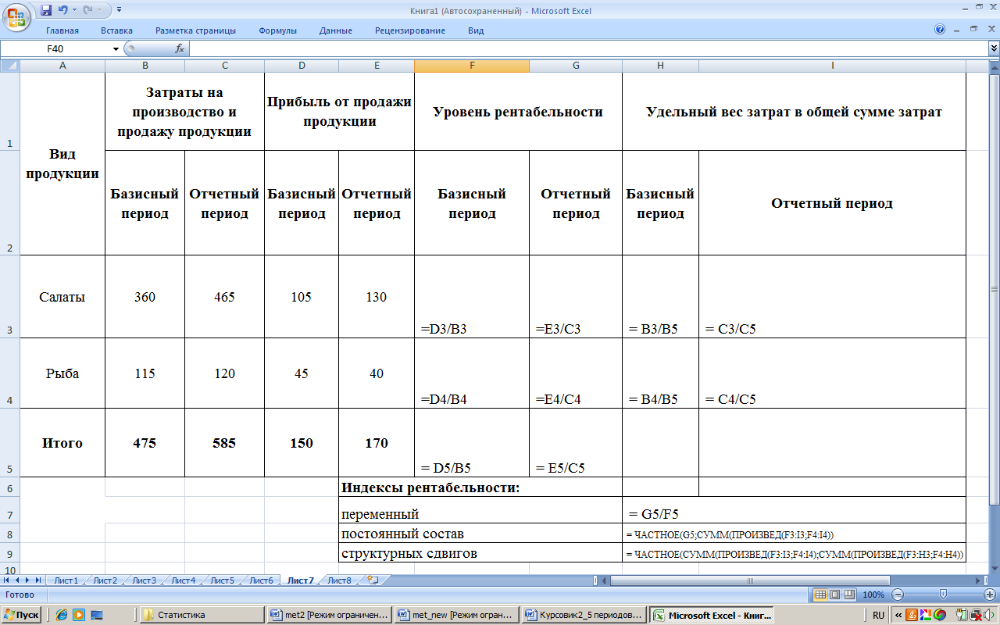 Книга1 (Автосохраненный) - Microsoft Excel
Главная Вставка Разметка страницы Формулы Данные Рецензирование Вид
F40 fx
A B C D E F G H I
1 Вид продукции
Затраты на производство и продажу продукции
Прибыль от продажи продукции
Уровень рентабельности
Удельный вес затрат в общей сумме затрат
2 Базисный период Отчетный период Базисный период Отчетный период Базисный период Отчетный период Базисный период Отчетный период
3 Салаты 360 465 105 130 =D3/B3 =E3/C3 = B3/B5 = C3/C5
4 Рыба 115 120 45 40 =D4/B4 =E4/C4 = B4/B5 = C4/C5
5 Итого 475 585 150 170 = D5/B5 = E5/C5
6 Индексы рентабельности:
7 переменный = G5/F5
8 постоянный состав = ЧАСТНОЕ(G5;СУММ(ПРОИЗВЕД(F3:I3;F4:I4))
9 структурных сдвигов = ЧАСТНОЕ(СУММ(ПРОИЗВЕД(F3:I3;F4:I4);СУММ(ПРОИЗВЕД(F3:H3;F4:H4))
10
Лист1 Лист2 Лист3 Лист4 Лист5 Лист6 Лист7 Лист8
Готово 100%
Пуск Статистика met2 [Режим ограничен... met_new [Режим огран... Курсовик2_5 периодов... Microsoft Excel - Книг... RU